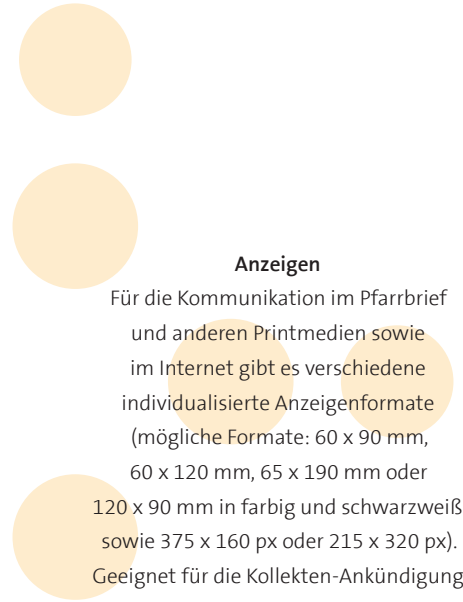 Anzeigen
Für die Kommunikation im Pfarrbrief
und anderen Printmedien sowie
im Internet gibt es verschiedene
individualisierte Anzeigenformate
(mögliche Formate: 60 x 90 mm,
60 x 120 mm, 65 x 190 mm oder
120 x 90 mm in farbig und schwarzweiß
sowie 375 x 160 px oder 215 x 320 px).
Geeignet für die Kollekten-Ankündigung